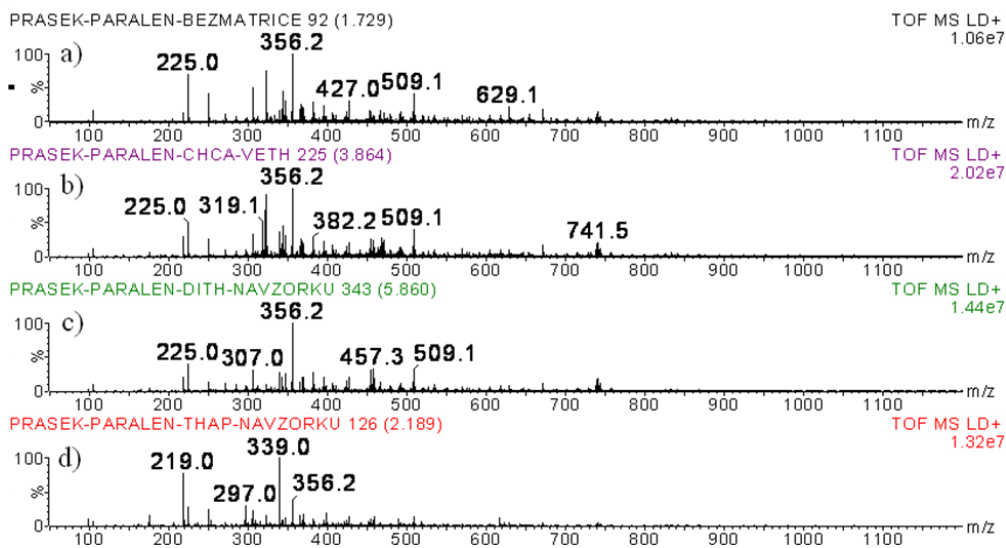 PRASEK-PARALEN-BEZMATRICE 92 (1.729) TOF MS LD+
1.06e7
a) 225.0 356.2 427.0 509.1 629.1
100
%
0
100 200 300 400 500 600 700 800 900 1000 1100 m/z
PRASEK-PARALEN-CHCA-VETH 225 (3.864) TOF MS LD+
2.02e7
b) 225.0 319.1 356.2 382.2 509.1 741.5
100
%
0
100 200 300 400 500 600 700 800 900 1000 1100 m/z
PRASEK-PARALEN-DITH-NAVZORKU 343 (5.860) TOF MS LD+
1.44e7
c) 225.0 307.0 356.2 457.3 509.1
100
%
0
100 200 300 400 500 600 700 800 900 1000 1100 m/z
PRASEK-PARALEN-THAP-NAVZORKU 126 (2.189) TOF MS LD+
1.32e7
d) 219.0 297.0 339.0 356.2
100
%
0
100 200 300 400 500 600 700 800 900 1000 1100 m/z